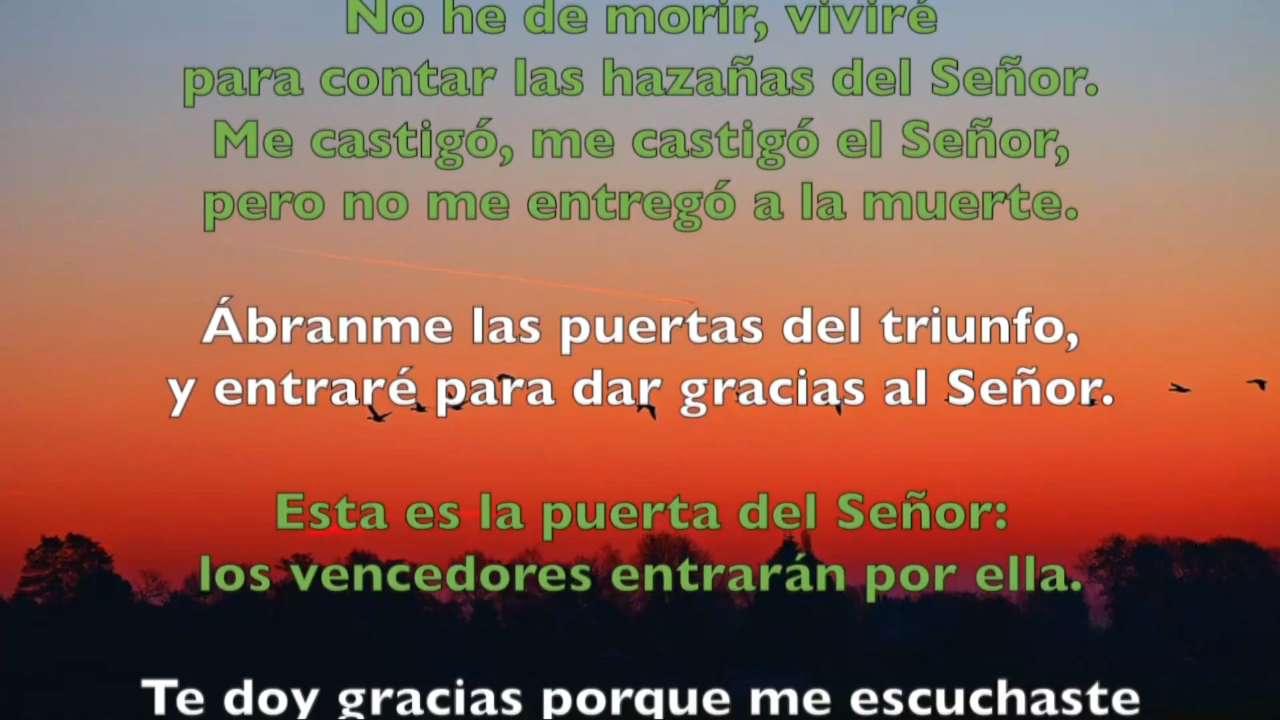 No he de morir, viviré
para contar las hazañas del Señor.
Me castigó, me castigó el Señor,
pero no me entregó a la muerte.
Ábranme las puertas del triunfo,
y entraré para dar gracias al Señor.
Esta es la puerta del Señor:
los vencedores entrarán por ella.
Te doy gracias porque me escuchaste